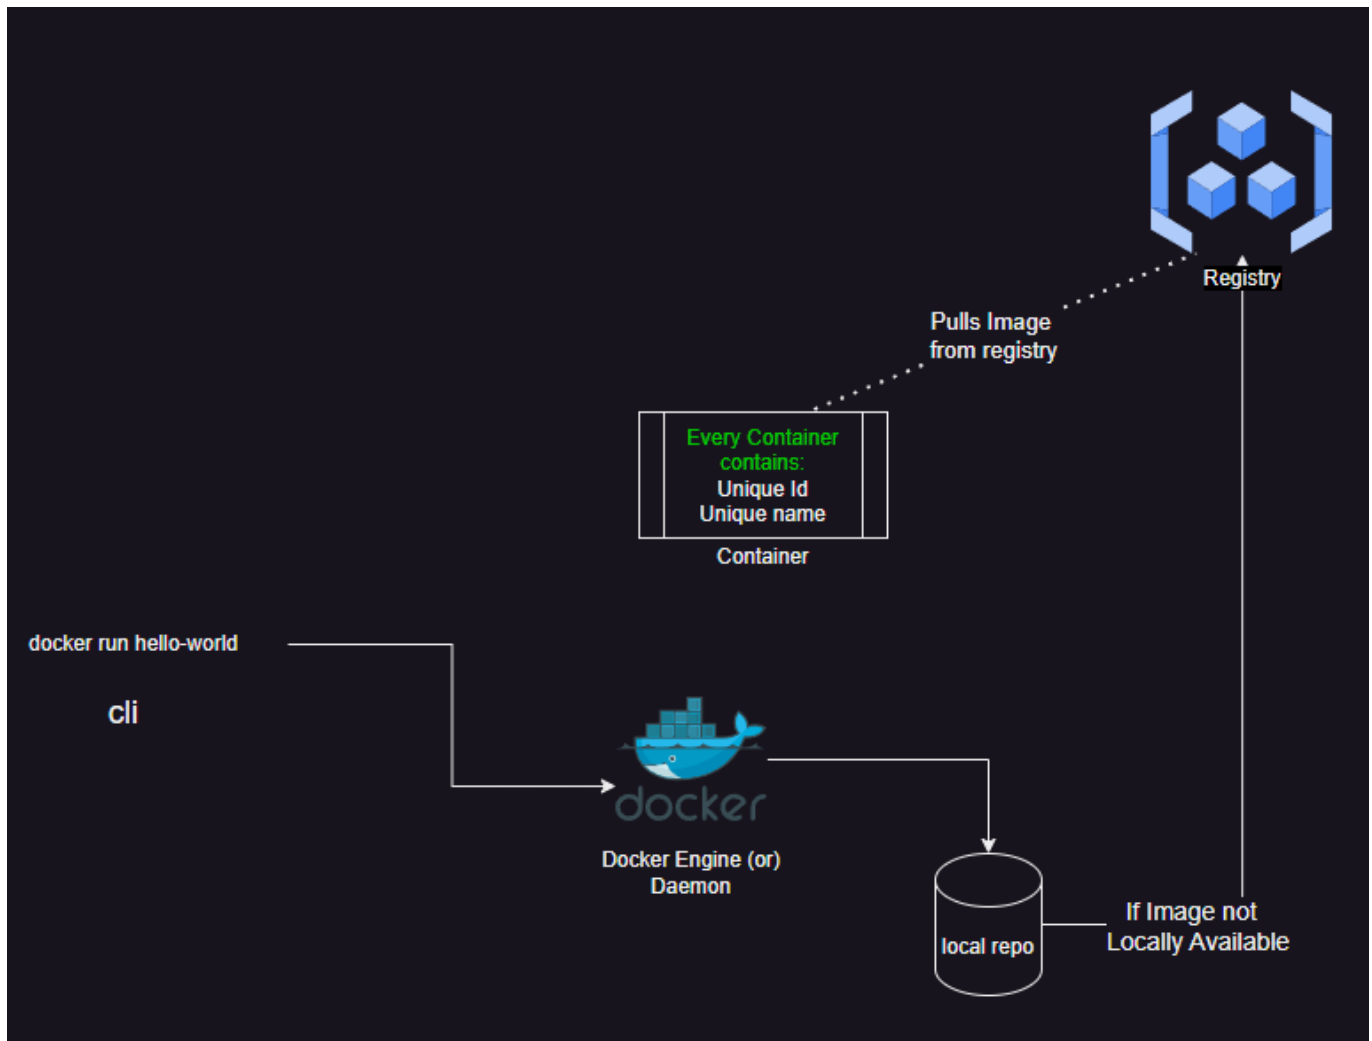 Registry
Pulls Image
from registry
Every Container
contains:
Unique Id
Unique name
Container
docker run hello-world
cli
docker
Docker Engine (or)
Daemon
local repo
If Image not
Locally Available